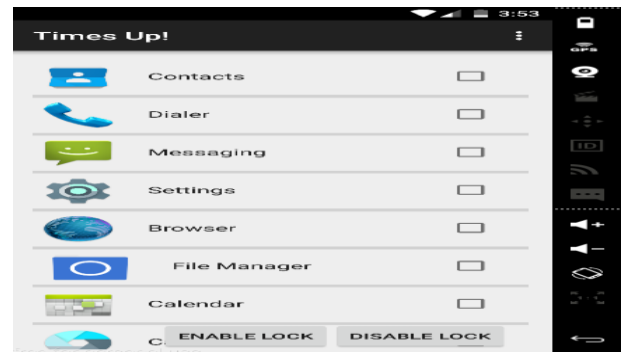 3:53
Times Up!
GPS
Contacts
Dialer
Messaging
ID
Settings
Browser
File Manager
Calendar
ENABLE LOCK DISABLE LOCK